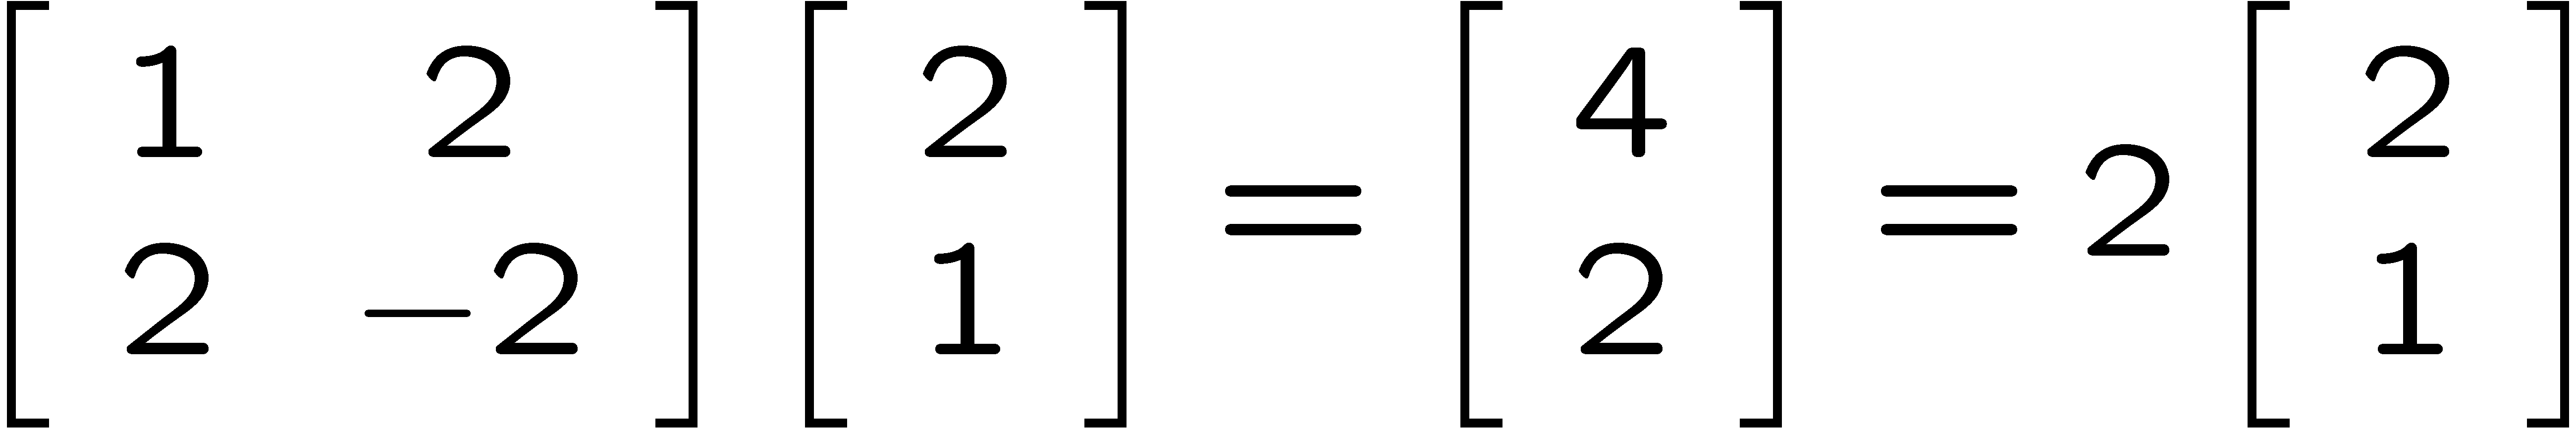 [ 1 2 ] [ 2 ] = [ 4 ] = 2 [ 2 ]
[ 2 −2 ] [ 1 ] [ 2 ] [ 1 ]